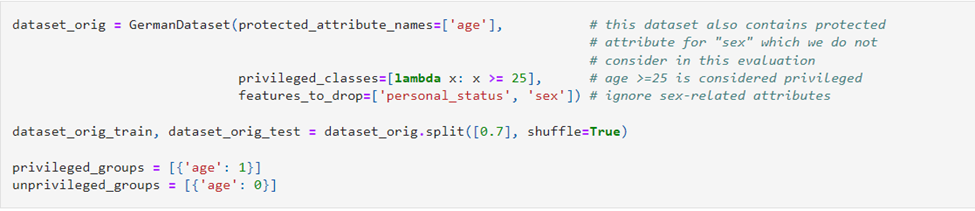 dataset_orig = GermanDataset(protected_attribute_names=['age'],           # this dataset also contains protected
                                                                          # attribute for "sex" which we do not
                                                                          # consider in this evaluation
                             privileged_classes=[lambda x: x >= 25],      # age >=25 is considered privileged
                             features_to_drop=['personal_status', 'sex']) # ignore sex-related attributes

dataset_orig_train, dataset_orig_test = dataset_orig.split([0.7], shuffle=True)

privileged_groups = [{'age': 1}]
unprivileged_groups = [{'age': 0}]